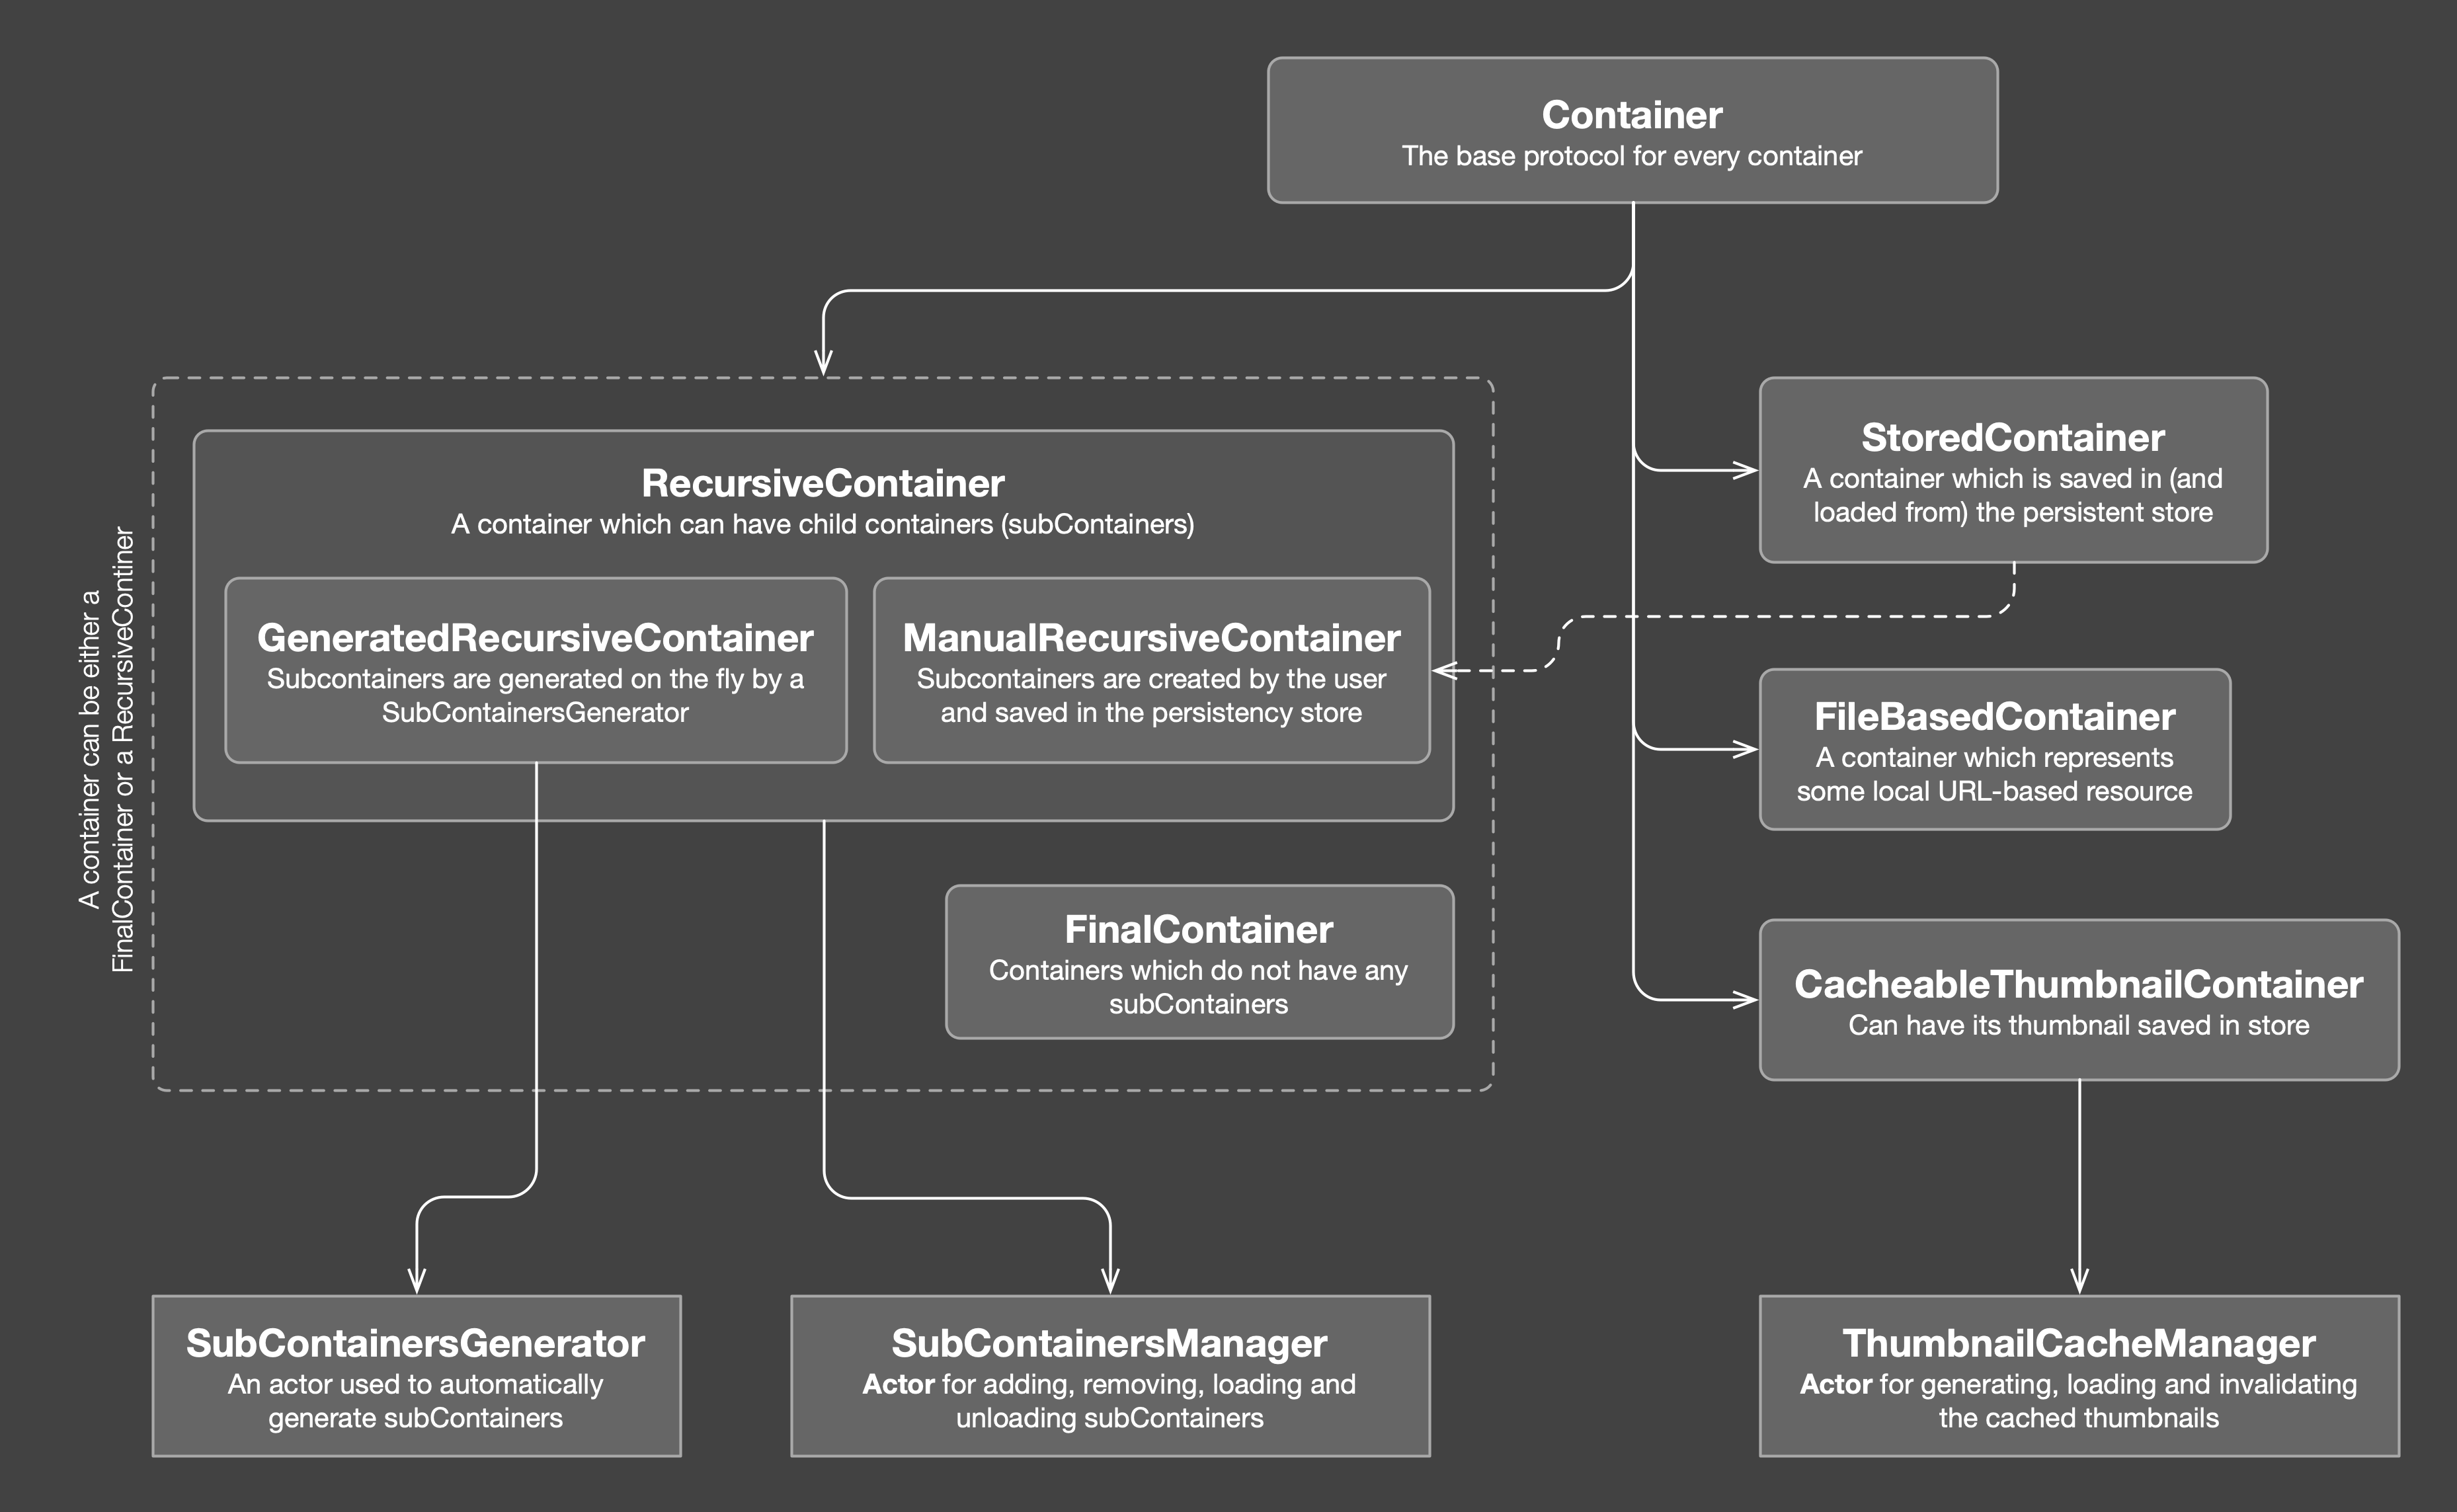 Container
The base protocol for every container
RecursiveContainer
A container which can have child containers (subContainers)
GeneratedRecursiveContainer
Subcontainers are generated on the fly by a
SubContainersGenerator
ManualRecursiveContainer
Subcontainers are created by the user
and saved in the persistency store
FinalContainer
Containers which do not have any
subContainers
A container can be either a
FinalContainer or a RecursiveContiner
StoredContainer
A container which is saved in (and
loaded from) the persistent store
FileBasedContainer
A container which represents
some local URL-based resource
CacheableThumbnailContainer
Can have its thumbnail saved in store
SubContainersGenerator
An actor used to automatically
generate subContainers
SubContainersManager
Actor for adding, removing, loading and
unloading subContainers
ThumbnailCacheManager
Actor for generating, loading and invalidating
the cached thumbnails